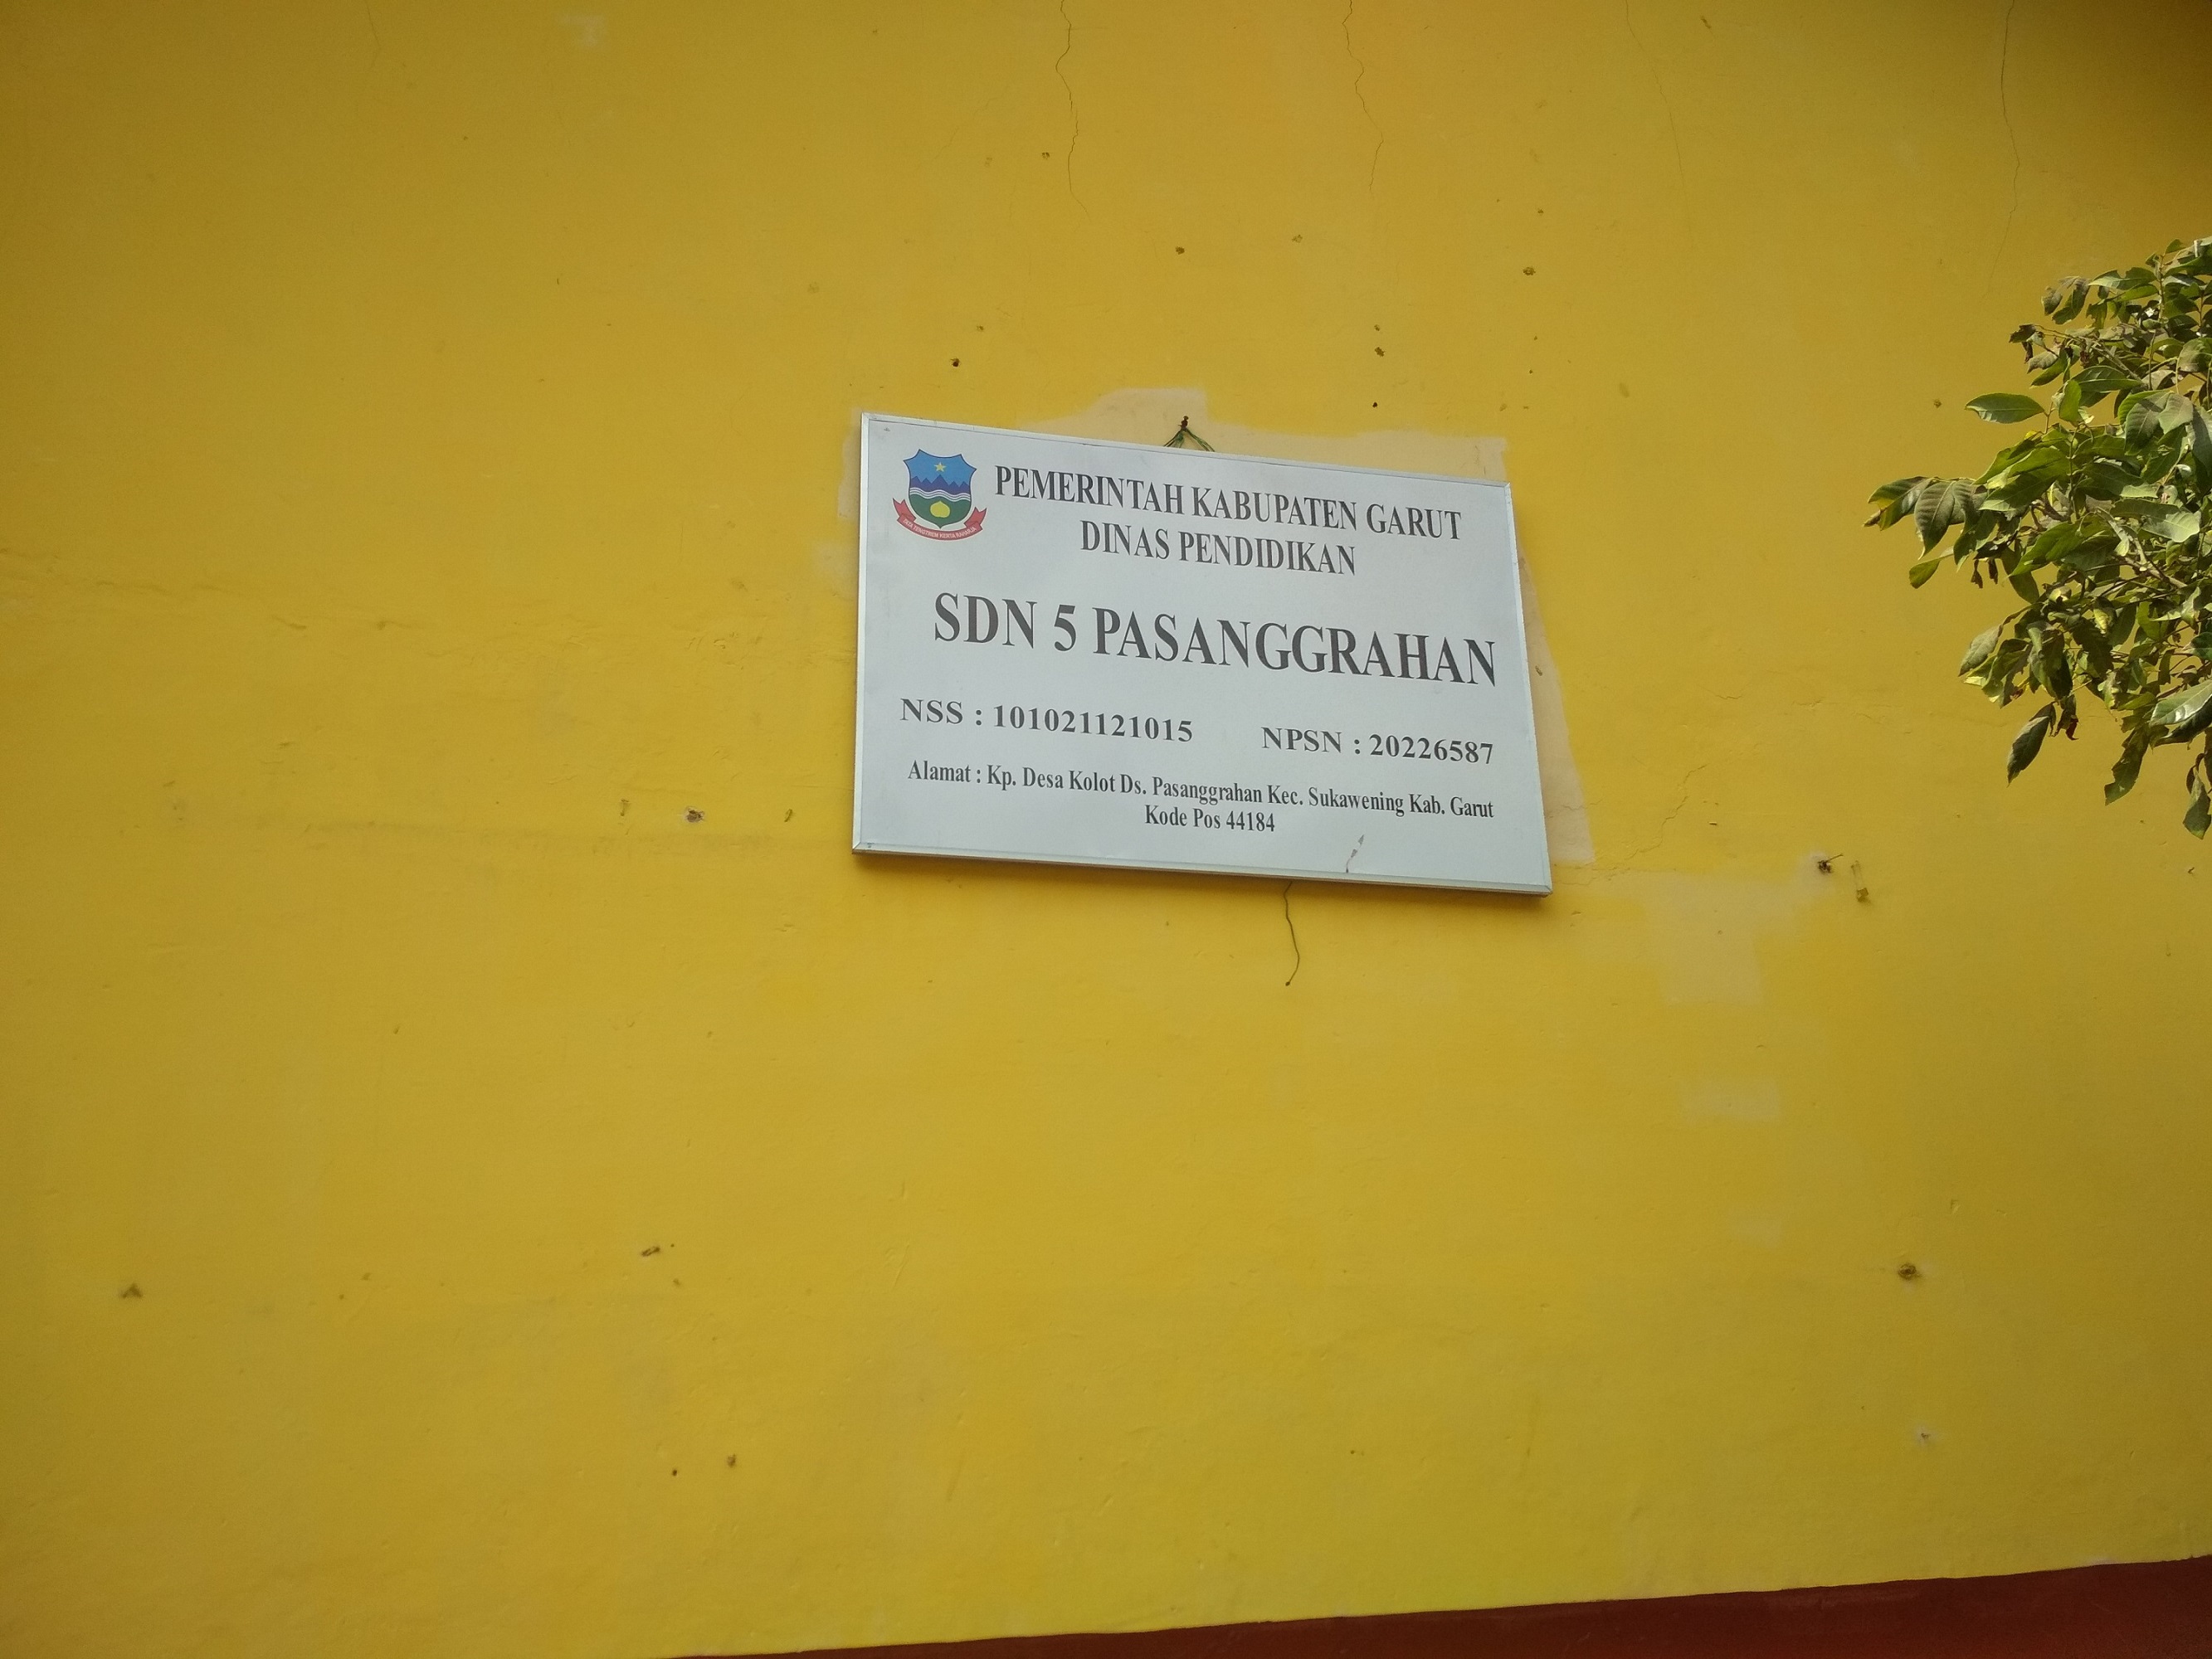 PEMERINTAH KABUPATEN GARUT
DINAS PENDIDIKAN
SDN 5 PASANGGRAHAN
NSS : 101021121015 NPSN : 20226587
Alamat : Kp. Desa Kolot Ds. Pasanggrahan Kec. Sukawening Kab. Garut
Kode Pos 44184